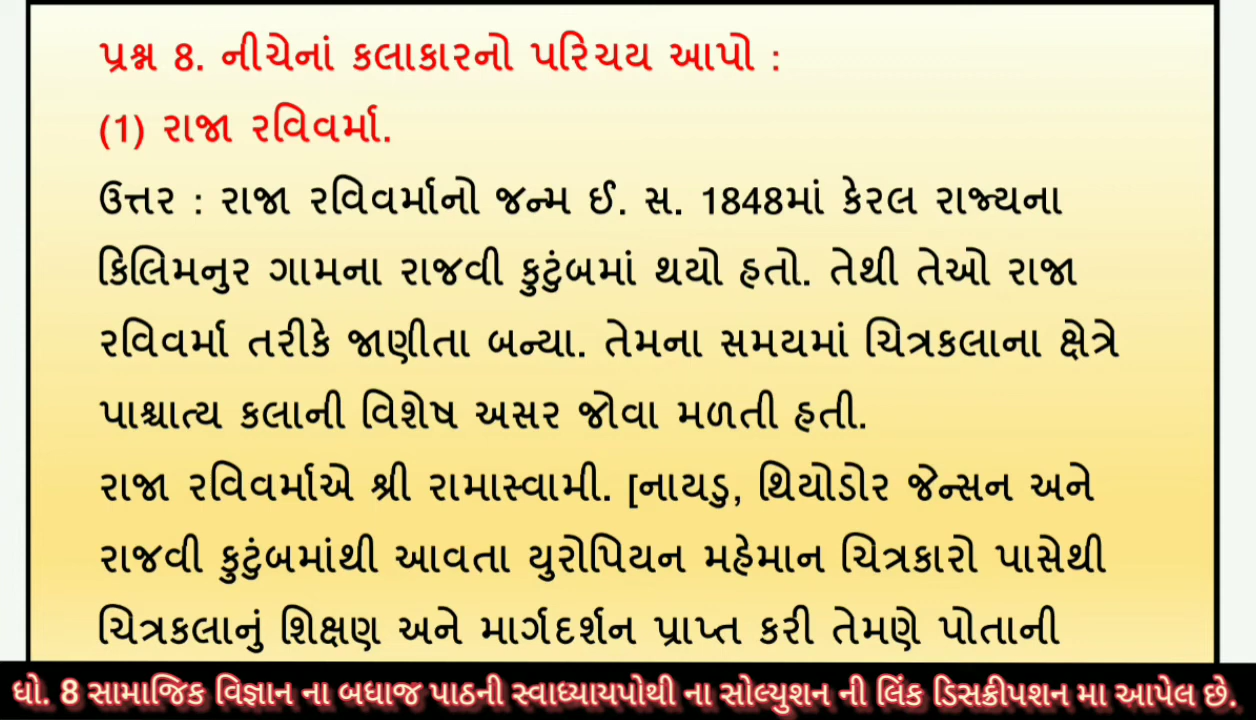 પ્રશ્ન 8. નીચેનાં કલાકારનો પરિચય આપો :
(1) રાજા રવિવર્મા.
ઉત્તર : રાજા રવિવર્માનો જન્મ ઈ. સ. 1848માં કેરલ રાજ્યના
કિલિમનુર ગામના રાજવી કુટુંબમાં થયો હતો. તેથી તેઓ રાજા
રવિવર્મા તરીકે જાણીતા બન્યા. તેમના સમયમાં ચિત્રકલાના ક્ષેત્રે
પાશ્ચાત્ય કલાની વિશેષ અસર જોવા મળતી હતી.
રાજા રવિવર્માએ શ્રી રામાસ્વામી. [નાયડુ, થિયોડોર જેન્સન અને
રાજવી કુટુંબમાંથી આવતા યુરોપિયન મહેમાન ચિત્રકારો પાસેથી
ચિત્રકલાનું શિક્ષણ અને માર્ગદર્શન પ્રાપ્ત કરી તેમણે પોતાની
ધો. 8 સામાજિક વિજ્ઞાન ના બધાજ પાઠની સ્વાધ્યાયપોથી ના સોલ્યુશન ની લિંક ડિસક્રીપશન મા આપેલ છે.